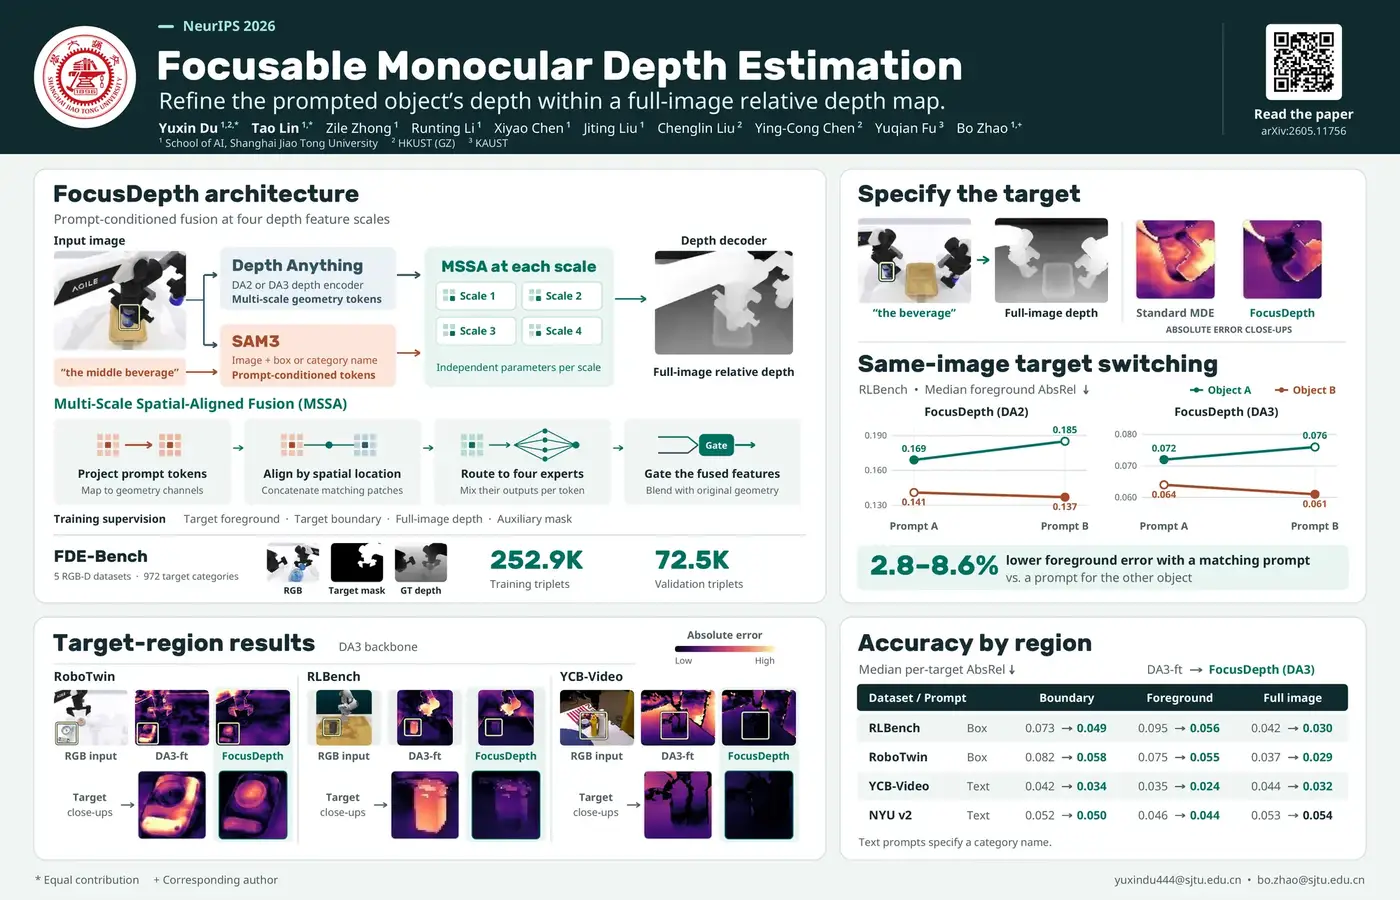 NeurIPS 2026
Focusable Monocular Depth Estimation
Refine the prompted object's depth within a full-image relative depth map.
Yuxin Du 1,2,* Tao Lin 1,* Zile Zhong 1 Runting Li 1 Xiyao Chen 1 Jiting Liu 1 Chenglin Liu 2 Ying-Cong Chen 2 Yuqian Fu 3 Bo Zhao 1,+
1 School of AI, Shanghai Jiao Tong University 2 HKUST (GZ) 3 KAUST
SHANGHAI JIAO TONG UNIVERSITY
Read the paper
arXiv:2605.11756
FocusDepth architecture
Prompt-conditioned fusion at four depth feature scales
Input image
AGILE
"the middle beverage"
Depth Anything
DA2 or DA3 depth encoder
Multi-scale geometry tokens
SAM3
Image + box or category name
Prompt-conditioned tokens
MSSA at each scale
Scale 1
Scale 2
Scale 3
Scale 4
Independent parameters per scale
Depth decoder
Full-image relative depth
Multi-Scale Spatial-Aligned Fusion (MSSA)
Project prompt tokens
Map to geometry channels
Align by spatial location
Concatenate matching patches
Route to four experts
Mix their outputs per token
Gate
Gate the fused features
Blend with original geometry
Training supervision Target foreground · Target boundary · Full-image depth · Auxiliary mask
FDE-Bench
5 RGB-D datasets · 972 target categories
RGB
Target mask
GT depth
252.9K
Training triplets
72.5K
Validation triplets
Specify the target
"the beverage"
Full-image depth
Standard MDE
FocusDepth
ABSOLUTE ERROR CLOSE-UPS
Same-image target switching
RLBench • Median foreground AbsRel ↓
Object A
Object B
FocusDepth (DA2)
0.190
0.160
0.130
0.169
0.185
0.141
0.137
Prompt A
Prompt B
FocusDepth (DA3)
0.080
0.070
0.060
0.072
0.076
0.064
0.061
Prompt A
Prompt B
2.8–8.6% lower foreground error with a matching prompt
vs. a prompt for the other object
Target-region results
DA3 backbone
Absolute error
Low
High
RoboTwin
RGB input
DA3-ft
FocusDepth
Target
close-ups
RLBench
RGB input
DA3-ft
FocusDepth
Target
close-ups
YCB-Video
RGB input
DA3-ft
FocusDepth
Target
close-ups
Accuracy by region
Median per-target AbsRel ↓
DA3-ft → FocusDepth (DA3)
Dataset / Prompt Boundary Foreground Full image
RLBench Box 0.073 → 0.049 0.095 → 0.056 0.042 → 0.030
RoboTwin Box 0.082 → 0.058 0.075 → 0.055 0.037 → 0.029
YCB-Video Text 0.042 → 0.034 0.035 → 0.024 0.044 → 0.032
NYU v2 Text 0.052 → 0.050 0.046 → 0.044 0.053 → 0.054
Text prompts specify a category name.
* Equal contribution + Corresponding author
yuxindu444@sjtu.edu.cn • bo.zhao@sjtu.edu.cn